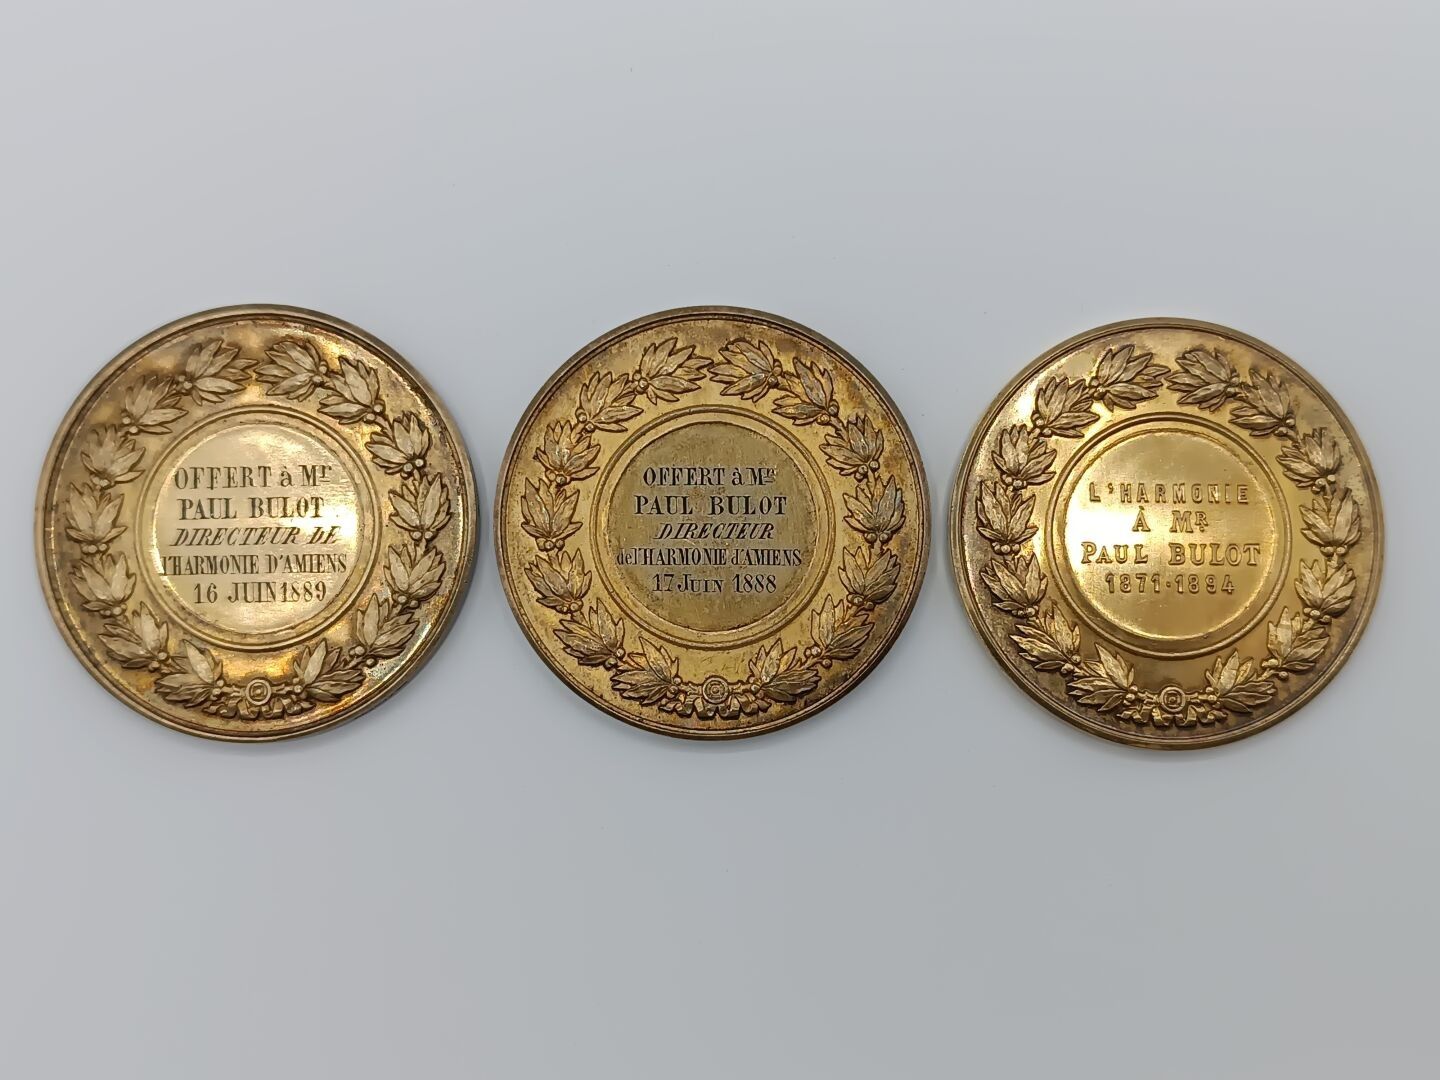 OFFERT à Mr
PAUL BULOT
DIRECTEUR DE
l'HARMONIE D'AMIENS
16 JUIN 1889
OFFERT à Mr
PAUL BULOT
DIRECTEUR
de l'HARMONIE d'AMIENS
17 JUIN 1888
L'HARMONIE
À MR
PAUL BULOT
1871·1894